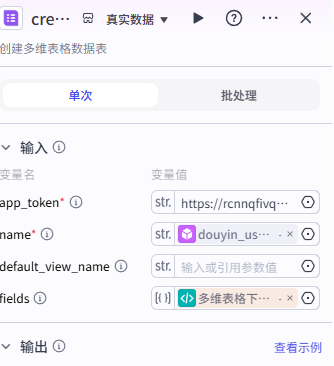 cre… 真实数据
创建多维表格数据表
单次 批处理
输入
变量名 变量值
app_token* str. https://rcnnqfivq…
name* str. douyin_us…
default_view_name str. 输入或引用参数值
fields 多维表格下…
输出 查看示例